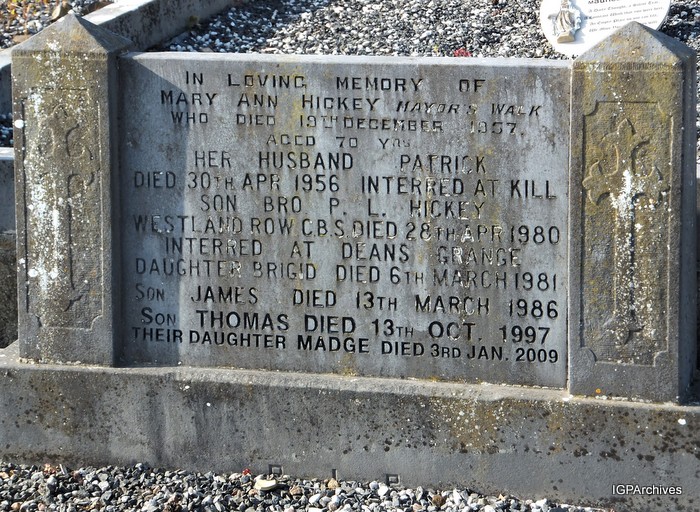 IN LOVING MEMORY OF
MARY ANN HICKEY MAYOR'S WALK
WHO DIED 19TH DECEMBER 1957.
AGED 70 YRS
HER HUSBAND PATRICK
DIED 30TH APR 1956 INTERRED AT KILL
SON BRO P. L. HICKEY
WESTLAND ROW C.B.S DIED 28TH APR 1980
INTERRED AT DEANS GRANGE
DAUGHTER BRIGID DIED 6TH MARCH 1981
SON JAMES DIED 13TH MARCH 1986
SON THOMAS DIED 13TH OCT. 1997
THEIR DAUGHTER MADGE DIED 3RD JAN. 2009
R I P
IGPArchives